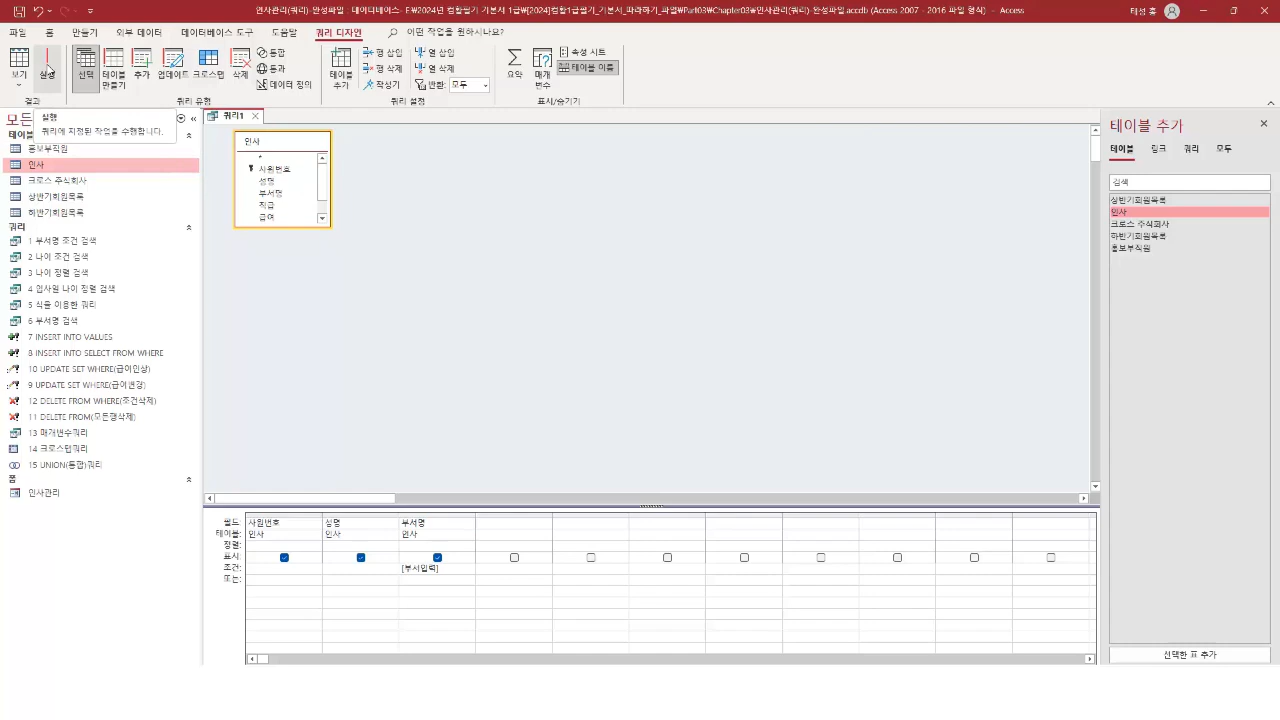 인사관리(쿼리)-완성파일 : 데이터베이스- E:₩2024년 컴활필기 기본서 1급₩[2024]컴활1급필기_기본서_따라하기_파일₩Part03₩Chapter03₩인사관리(쿼리)-완성파일.accdb (Access 2007 - 2016 파일 형식) - Access
태성 홍
파일 홈 만들기 외부 데이터 데이터베이스 도구 도움말 쿼리 디자인 어떤 작업을 원하시나요?
보기 실행 선택 테이블 만들기 추가 업데이트 크로스탭 삭제
통합
통과
데이터 정의
테이블 추가
행 삽입
행 삭제
작성기
열 삽입
열 삭제
반환: 모두
요약 매개 변수
속성 시트
테이블 이름
결과 쿼리 유형 쿼리 설정 표시/숨기기
모든
실행
쿼리에 지정된 작업을 수행합니다.
테이블
홍보부직원
인사
크로스 주식회사
상반기회원목록
하반기회원목록
쿼리
1 부서명 조건 검색
2 나이 조건 검색
3 나이 정렬 검색
4 입사일 나이 정렬 검색
5 식을 이용한 쿼리
6 부서명 검색
7 INSERT INTO VALUES
8 INSERT INTO SELECT FROM WHERE
10 UPDATE SET WHERE(급여인상)
9 UPDATE SET WHERE(급여변경)
12 DELETE FROM WHERE(조건삭제)
11 DELETE FROM(모든행삭제)
13 매개변수쿼리
14 크로스탭쿼리
15 UNION(통합)쿼리
폼
인사관리
쿼리1
인사
*
사원번호
성명
부서명
직급
급여
필드: 사원번호 성명 부서명
테이블: 인사 인사 인사
정렬:
표시:
조건: [부서입력]
또는:
테이블 추가
테이블 링크 쿼리 모두
검색
상반기회원목록
인사
크로스 주식회사
하반기회원목록
홍보부직원
선택한 표 추가